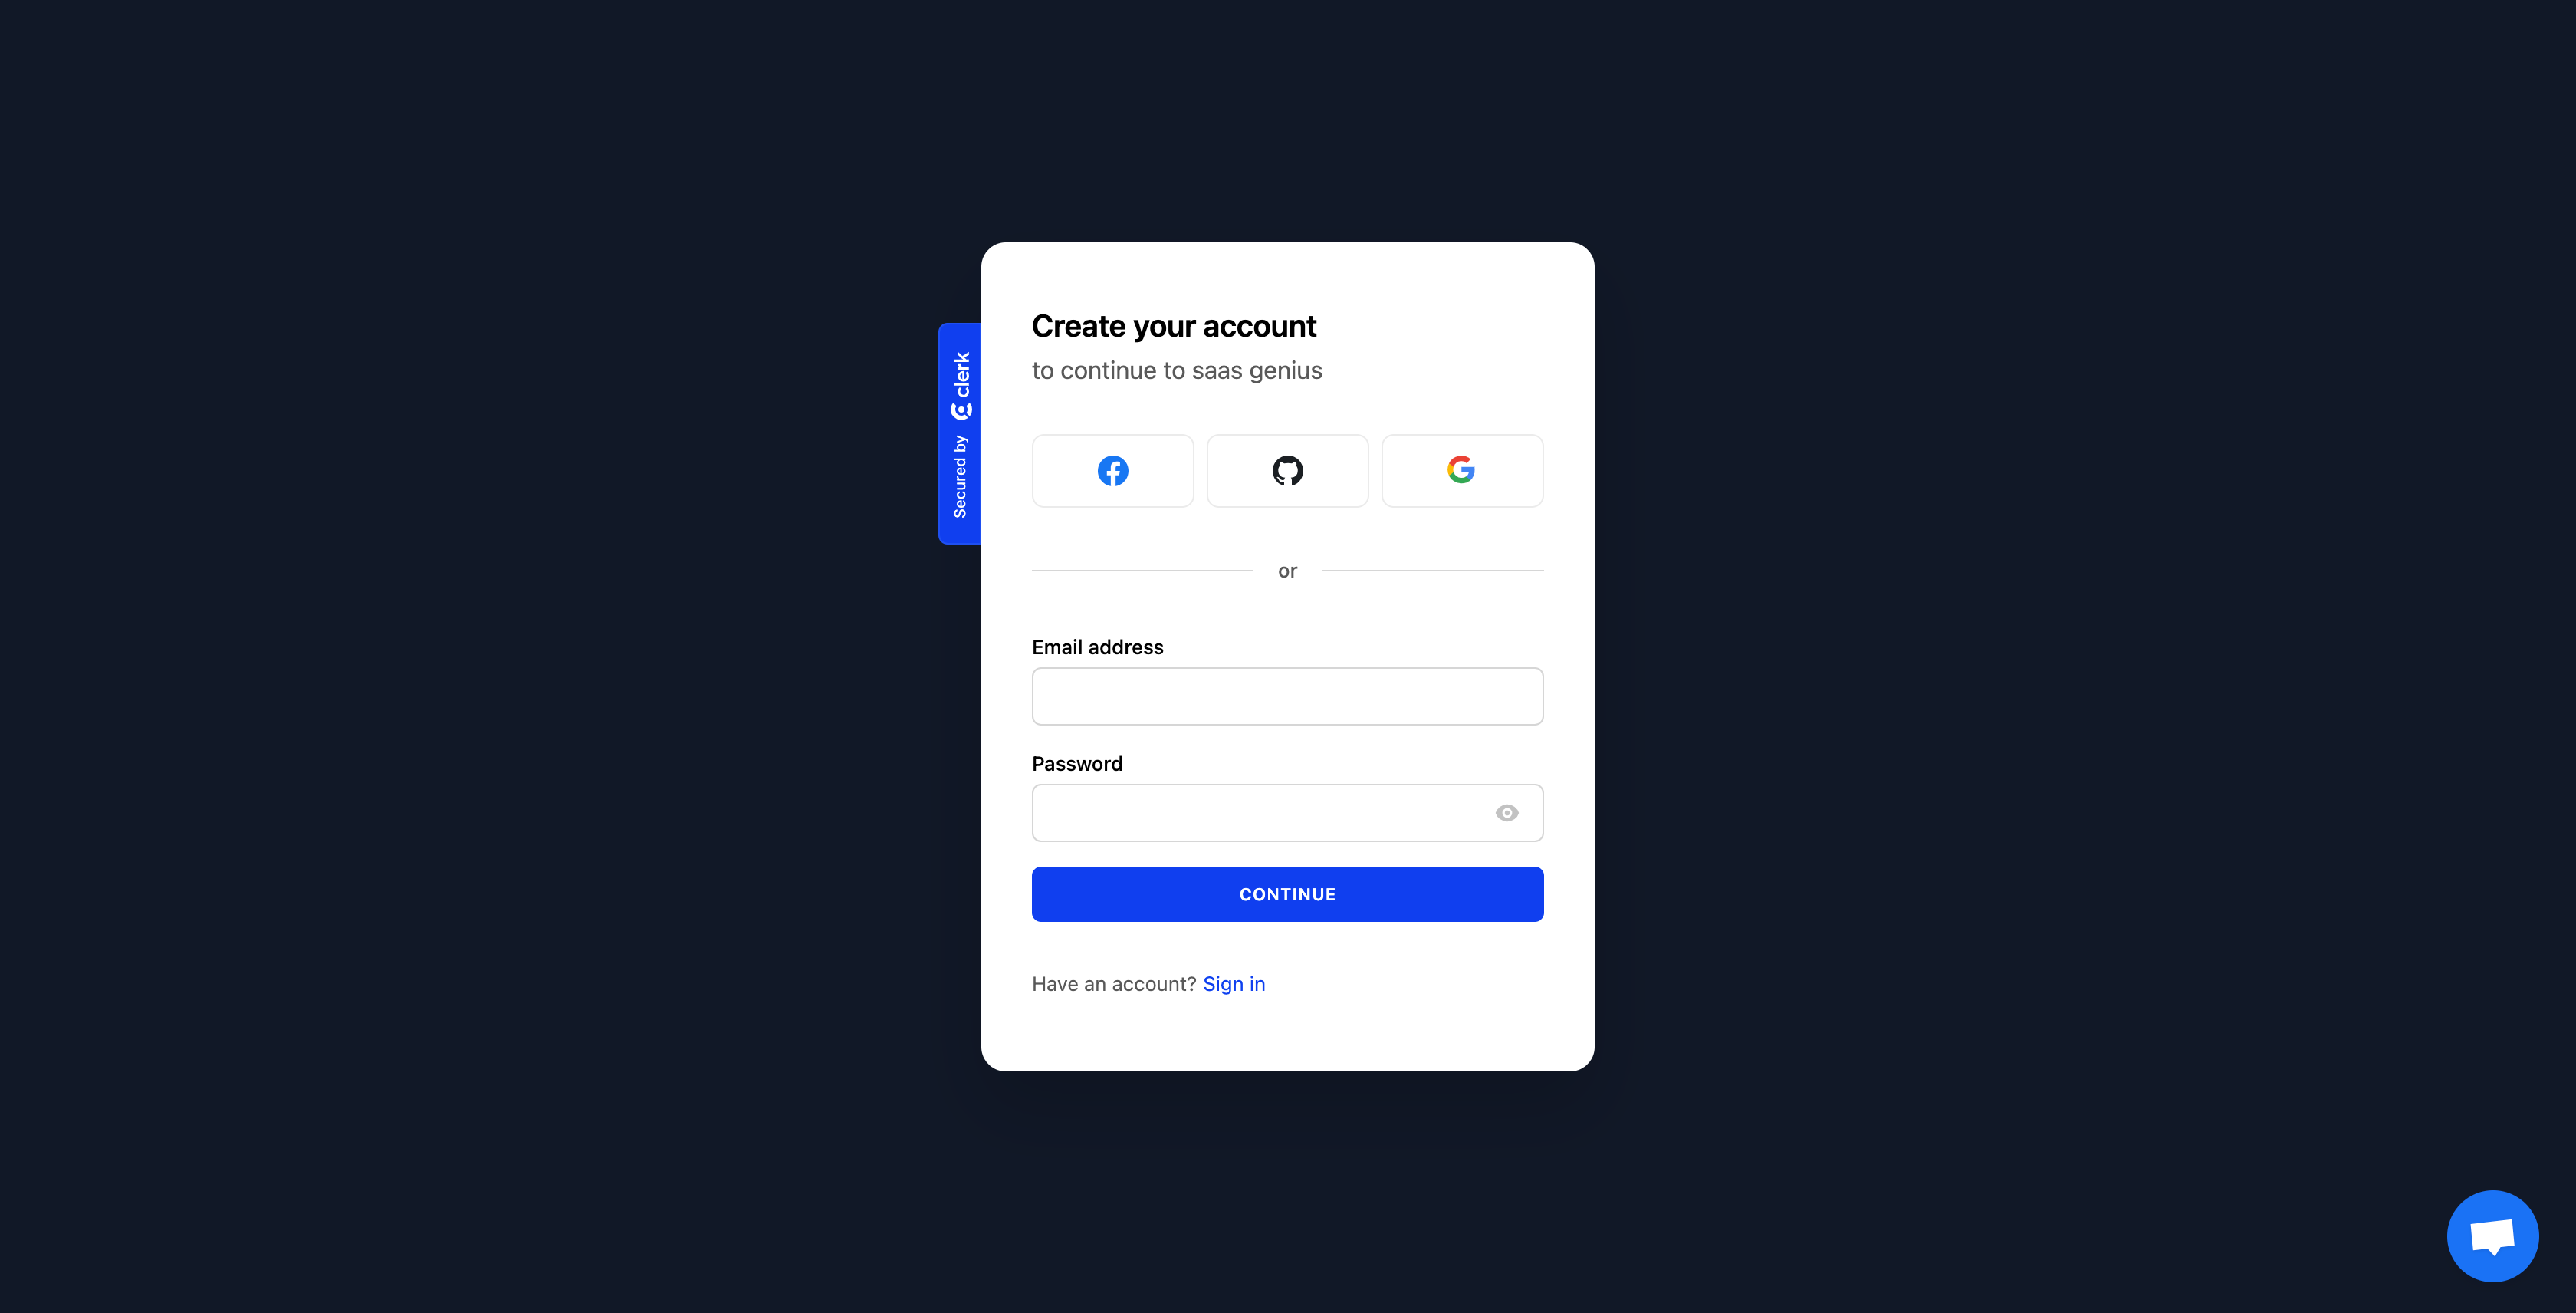 Create your account
to continue to saas genius
Secured by clerk
or
Email address
Password
CONTINUE
Have an account? Sign in